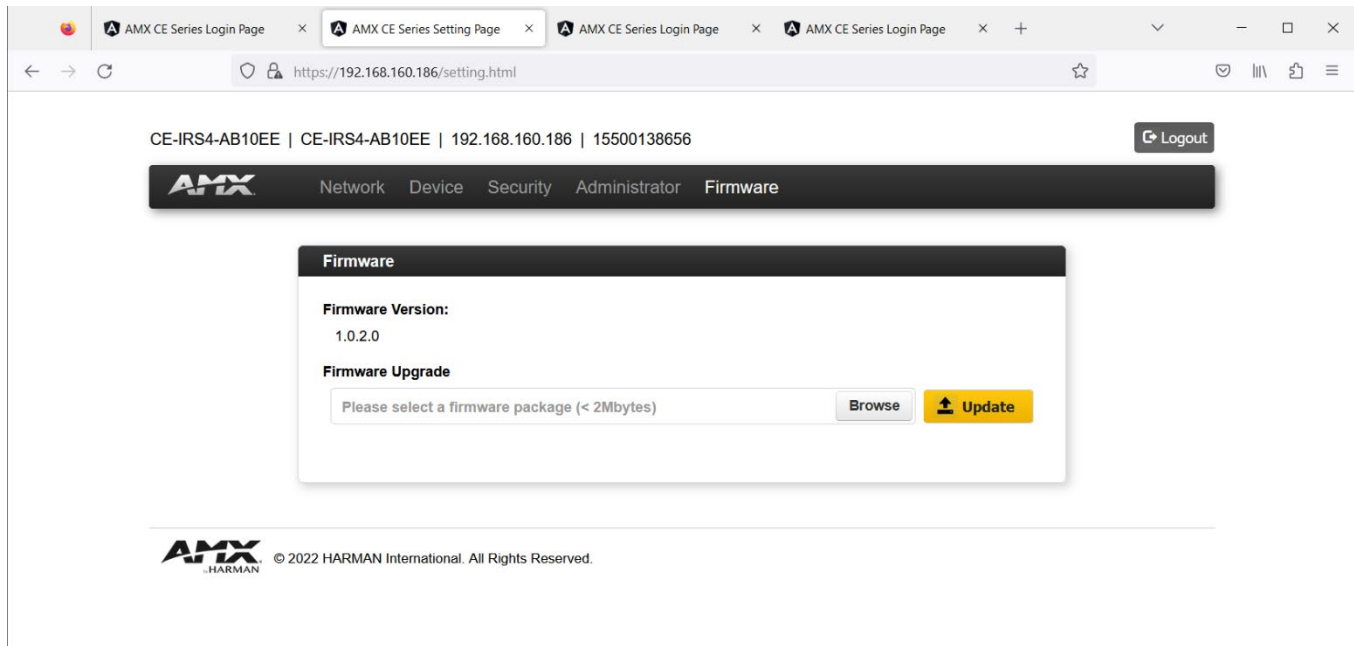 AMX CE Series Login Page
AMX CE Series Setting Page
AMX CE Series Login Page
AMX CE Series Login Page
https://192.168.160.186/setting.html
CE-IRS4-AB10EE | CE-IRS4-AB10EE | 192.168.160.186 | 15500138656
Logout
AMX Network Device Security Administrator Firmware
Firmware
Firmware Version:
1.0.2.0
Firmware Upgrade
Please select a firmware package (< 2Mbytes) Browse Update
AMX by HARMAN © 2022 HARMAN International. All Rights Reserved.